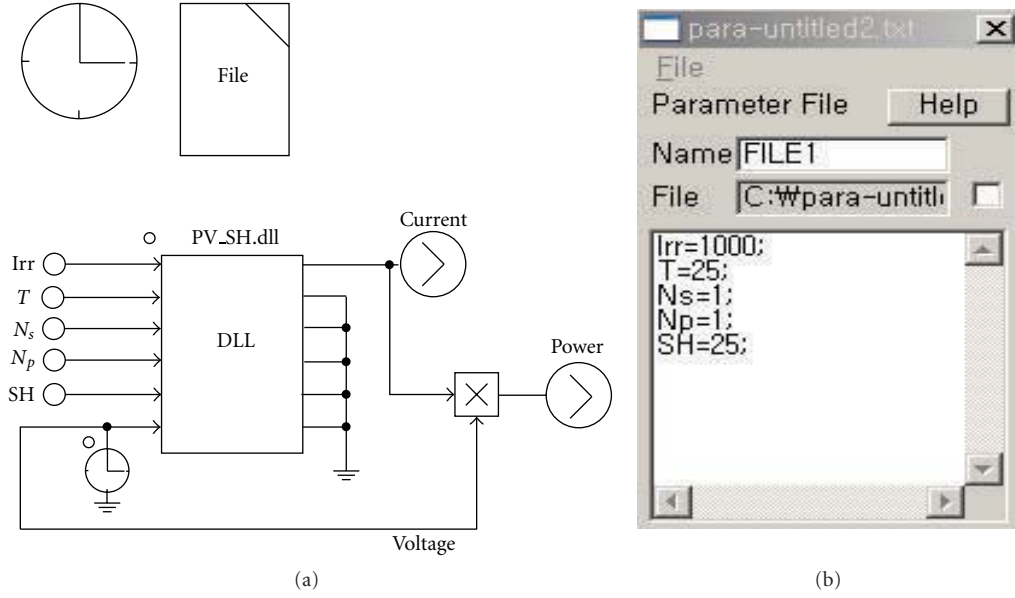 File
Current
PV_SH.dll
Irr
T
Ns
DLL
Np
Power
SH
Voltage
(a)
para-untitled2.txt
File
Parameter File Help
Name FILE1
File C:₩para-untitl
Irr=1000;
T=25;
Ns=1;
Np=1;
SH=25;
(b)